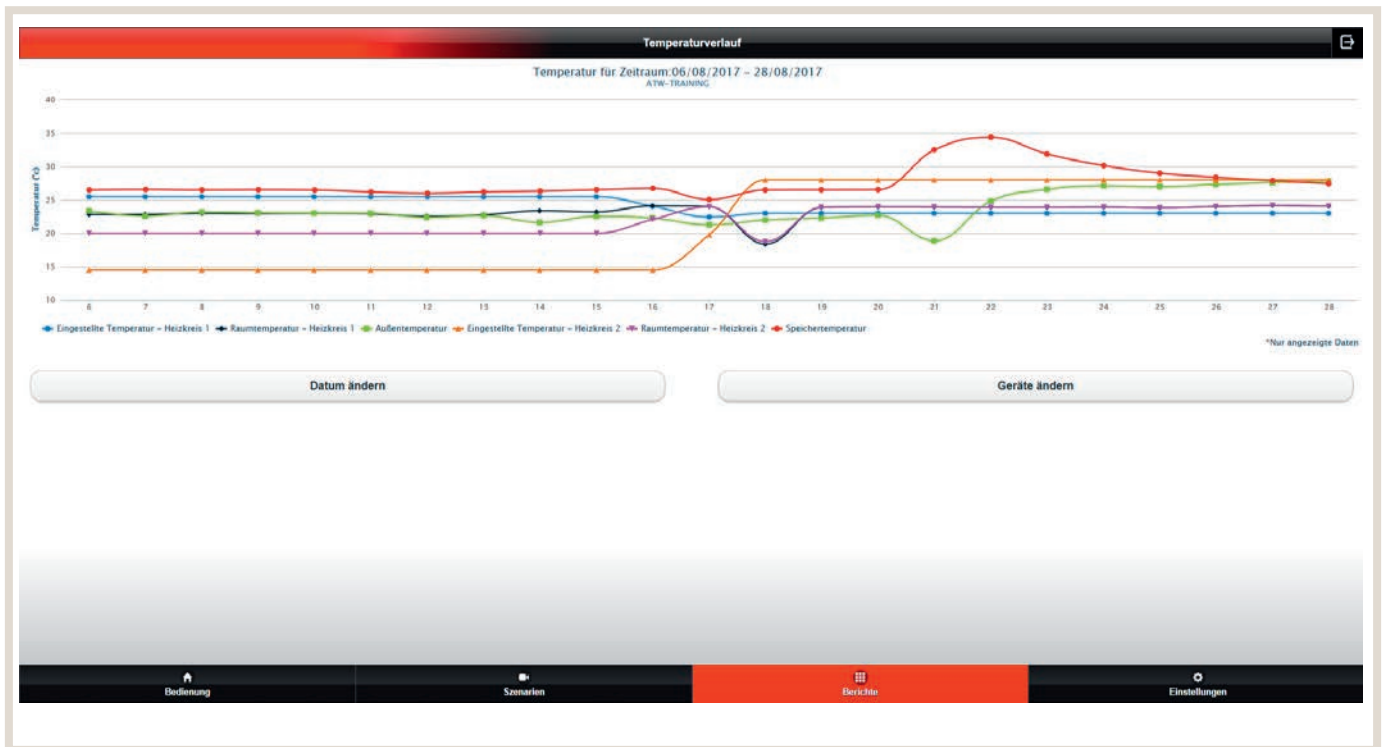 Temperaturverlauf
Temperatur für Zeitraum:06/08/2017 – 28/08/2017
ATW-TRAINING
Temperatur (°c)
40
35
30
25
20
15
10
6 7 8 9 10 11 12 13 14 15 16 17 18 19 20 21 22 23 24 25 26 27 28
Eingestellte Temperatur – Heizkreis 1 Raumtemperatur – Heizkreis 1 Außentemperatur Eingestellte Temperatur – Heizkreis 2 Raumtemperatur – Heizkreis 2 Speichertemperatur
*Nur angezeigte Daten
Datum ändern Geräte ändern
Bedienung Szenarien Berichte Einstellungen